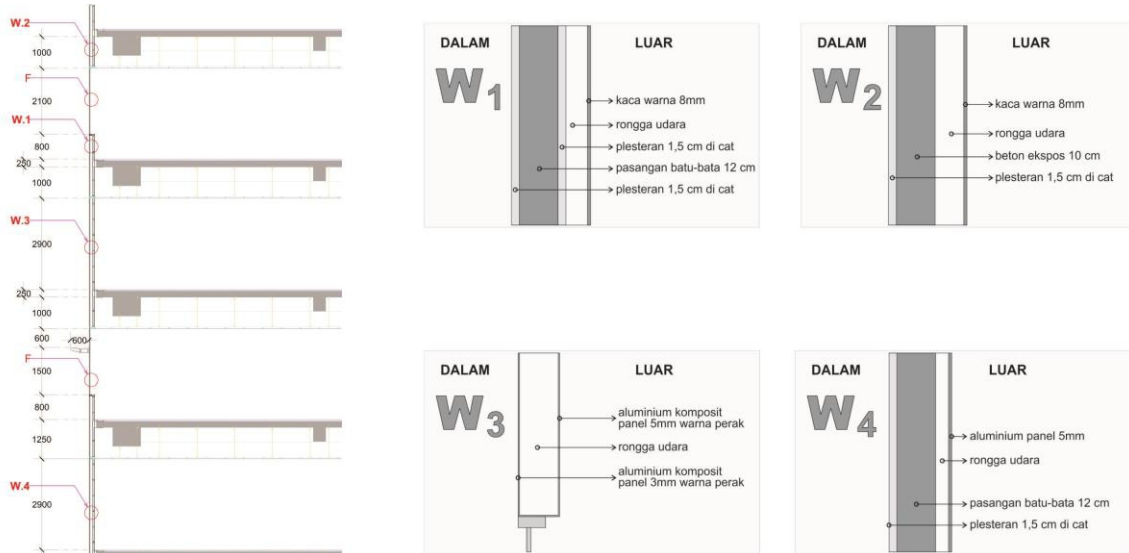 W.2
1000
F
2100
W.1
800
250
1000
W.3
2900
250
1000
600
600
F
1500
800
1250
W.4
2900
DALAM
LUAR
W1
kaca warna 8mm
rongga udara
plesteran 1,5 cm di cat
pasangan batu-bata 12 cm
plesteran 1,5 cm di cat
DALAM
LUAR
W2
kaca warna 8mm
rongga udara
beton ekspos 10 cm
plesteran 1,5 cm di cat
DALAM
LUAR
W3
aluminium komposit
panel 5mm warna perak
rongga udara
aluminium komposit
panel 3mm warna perak
DALAM
LUAR
W4
aluminium panel 5mm
rongga udara
pasangan batu-bata 12 cm
plesteran 1,5 cm di cat